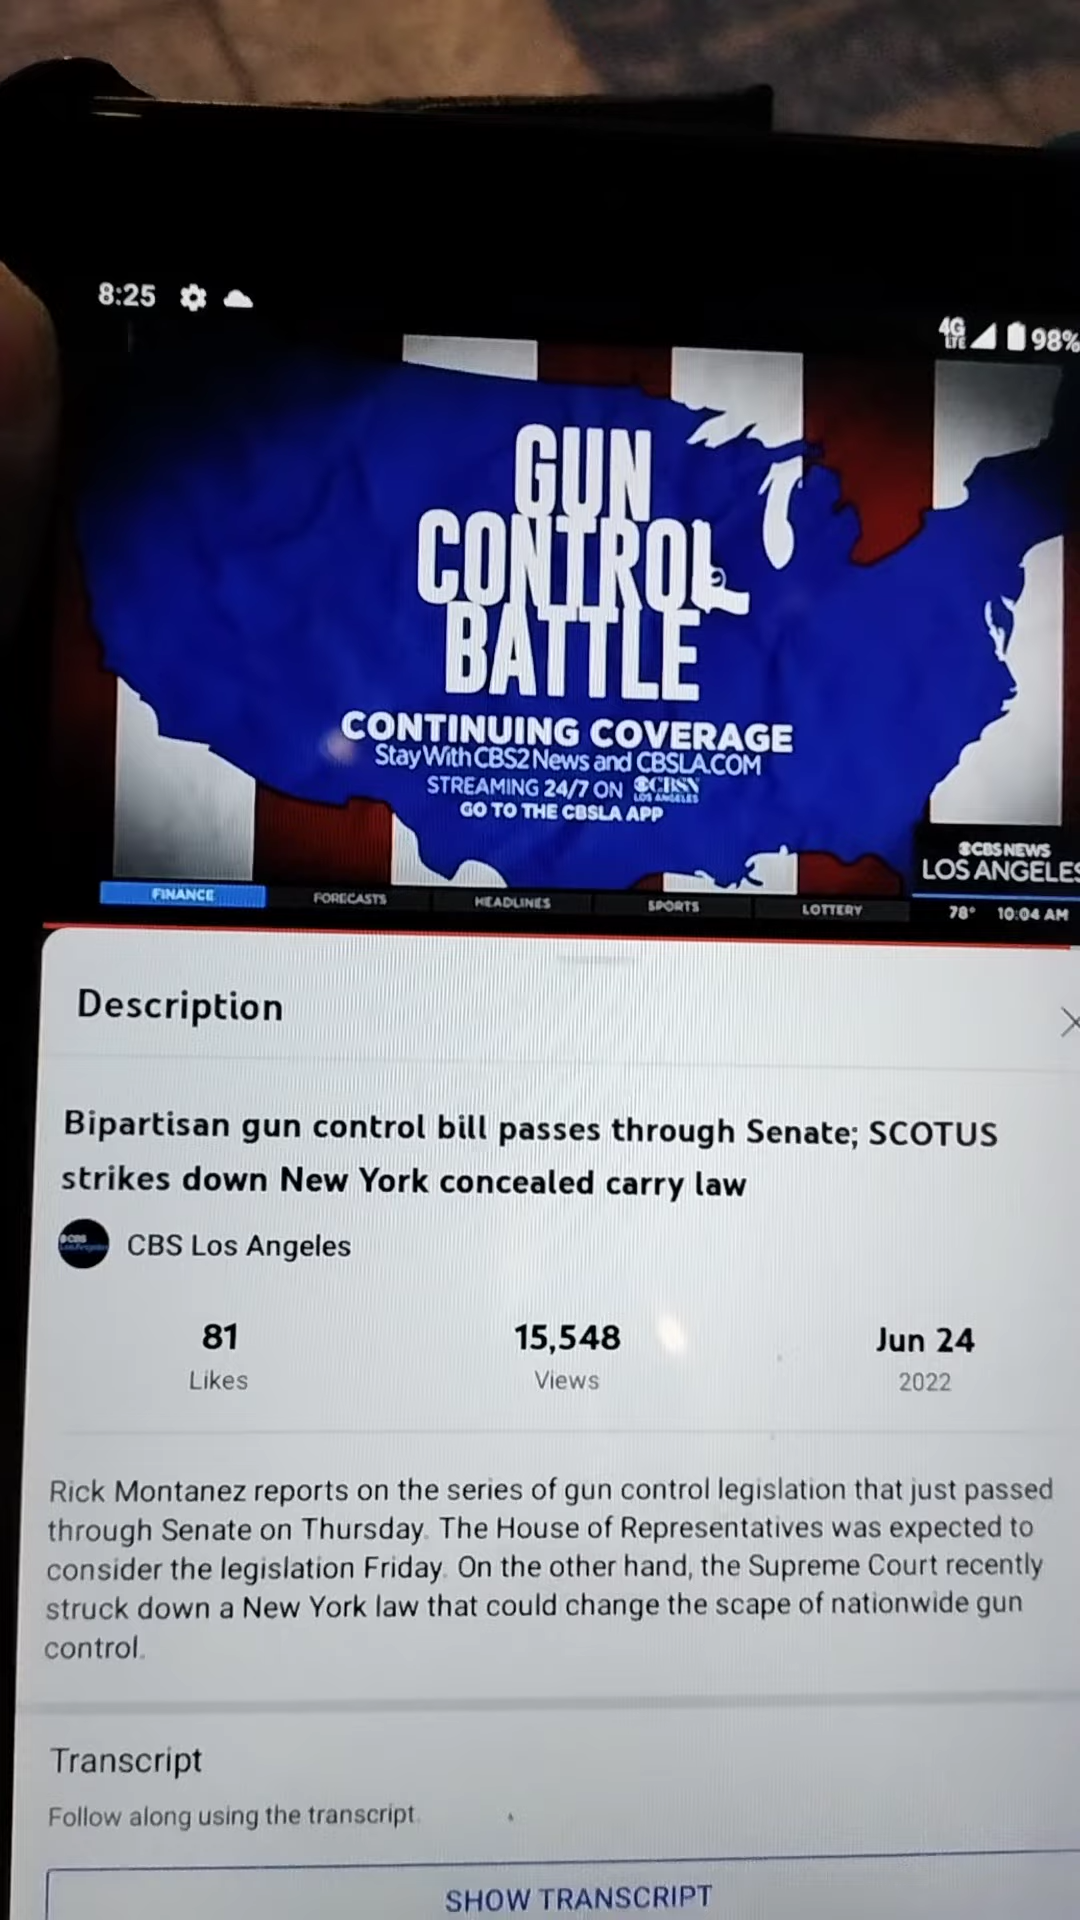 8:25
4G
LTE
98%
GUN
CONTROL
BATTLE
CONTINUING COVERAGE
Stay With CBS2 News and CBSLA.COM
STREAMING 24/7 ON CBSN
LOS ANGELES
GO TO THE CBSLA APP
CBS NEWS
LOS ANGELES
FINANCE
FORECASTS
HEADLINES
SPORTS
LOTTERY
78° 10:04 AM
Description
Bipartisan gun control bill passes through Senate; SCOTUS
strikes down New York concealed carry law
CBS Los Angeles
81
15,548
Jun 24
Likes
Views
2022
Rick Montanez reports on the series of gun control legislation that just passed
through Senate on Thursday. The House of Representatives was expected to
consider the legislation Friday. On the other hand, the Supreme Court recently
struck down a New York law that could change the scape of nationwide gun
control.
Transcript
Follow along using the transcript.
SHOW TRANSCRIPT